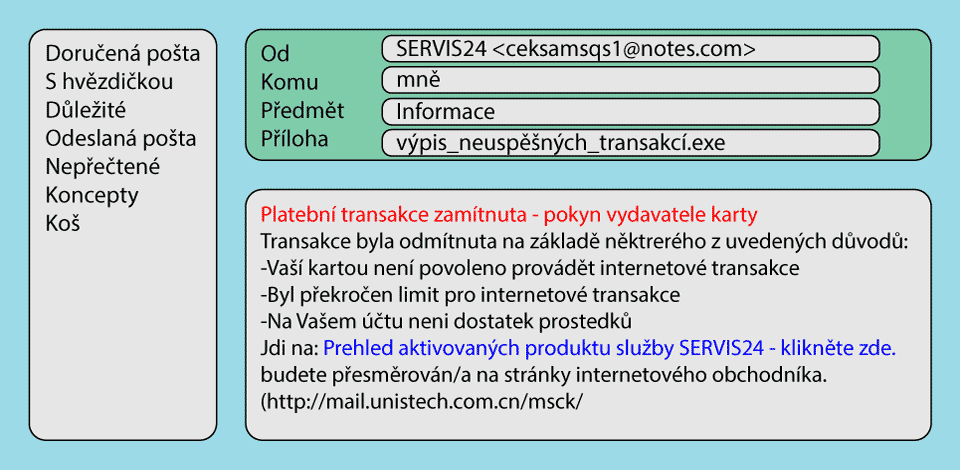 Doručená pošta
S hvězdičkou
Důležité
Odeslaná pošta
Nepřečtené
Koncepty
Koš
Od SERVIS24 <ceksamsqs1@notes.com>
Komu mně
Předmět Informace
Příloha výpis_neuspěšných_transakcí.exe
Platební transakce zamítnuta - pokyn vydavatele karty
Transakce byla odmítnuta na základě něktrerého z uvedených důvodů:
-Vaší kartou není povoleno provádět internetové transakce
-Byl překročen limit pro internetové transakce
-Na Vašem účtu neni dostatek prostedků
Jdi na: Prehled aktivovaných produktu služby SERVIS24 - klikněte zde.
budete přesměrován/a na stránky internetového obchodníka.
(http://mail.unistech.com.cn/msck/